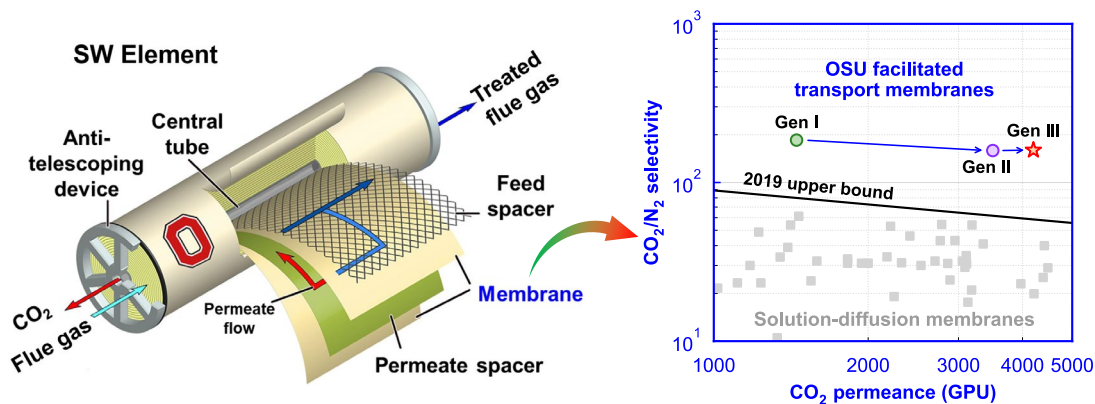 SW Element
Anti-
telescoping
device
Central
tube
Treated
flue gas
Feed
spacer
Membrane
Permeate
flow
Permeate spacer
CO₂
Flue gas
O
10³
10²
10¹
CO₂/N₂ selectivity
OSU facilitated
transport membranes
Gen I
Gen II
Gen III
2019 upper bound
Solution-diffusion membranes
1000
2000
3000
4000
5000
CO₂ permeance (GPU)